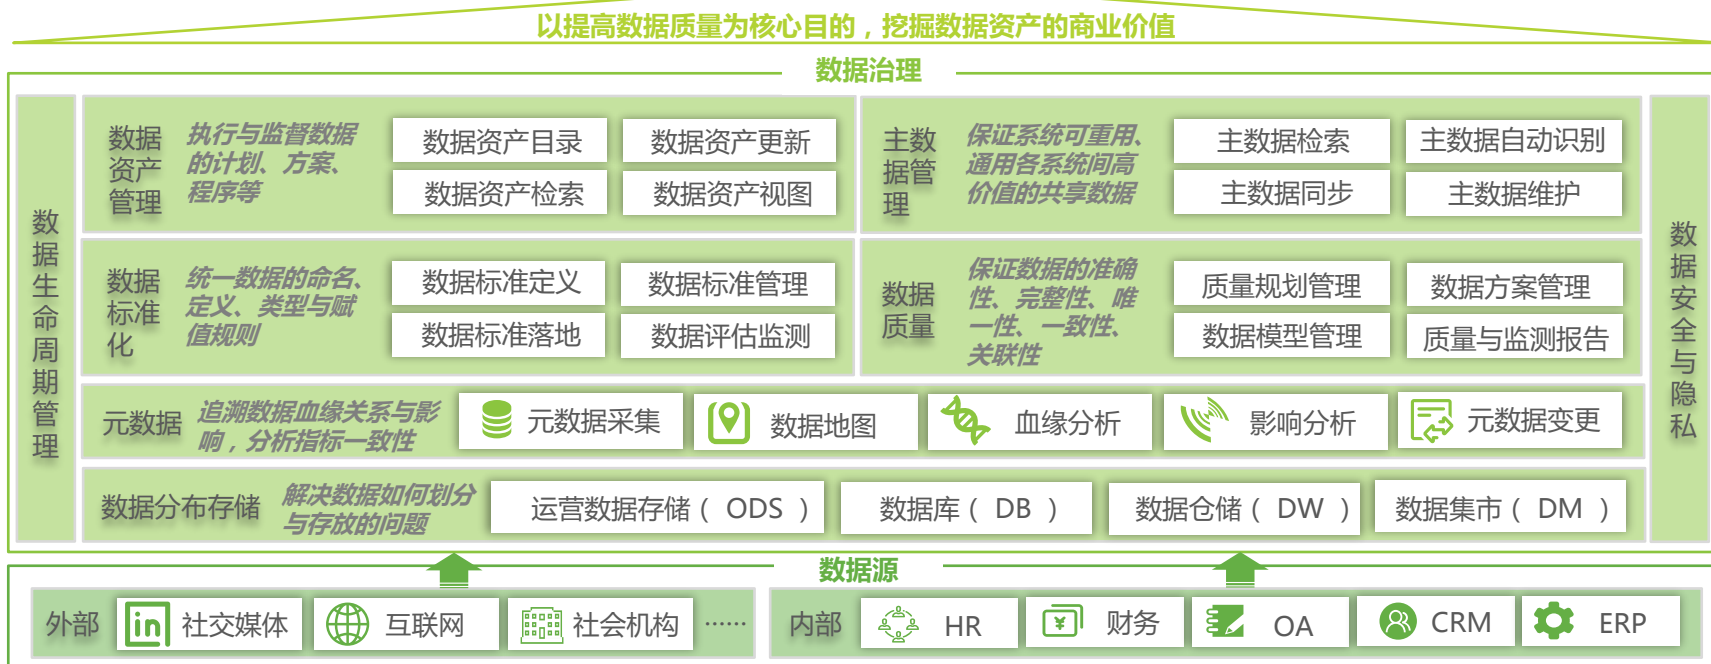 以提高数据质量为核心目的，挖掘数据资产的商业价值
数据治理
数据生命周期管理
数据
资产
管理
执行与监督数据
的计划、方案、
程序等
数据资产目录
数据资产更新
数据资产检索
数据资产视图
主数
据管
理
保证系统可重用、
通用各系统间高
价值的共享数据
主数据检索
主数据自动识别
主数据同步
主数据维护
数据
标准
化
统一数据的命名、
定义、类型与赋
值规则
数据标准定义
数据标准管理
数据标准落地
数据评估监测
数据
质量
保证数据的准确
性、完整性、唯
一性、一致性、
关联性
质量规划管理
数据方案管理
数据模型管理
质量与监测报告
数据安全与隐私
元数据
追溯数据血缘关系与影
响，分析指标一致性
元数据采集
数据地图
血缘分析
影响分析
元数据变更
数据分布存储
解决数据如何划分
与存放的问题
运营数据存储（ ODS ）
数据库（ DB ）
数据仓储（ DW ）
数据集市（ DM ）
数据源
外部
in
社交媒体
互联网
社会机构
……
内部
HR
¥
财务
OA
CRM
ERP